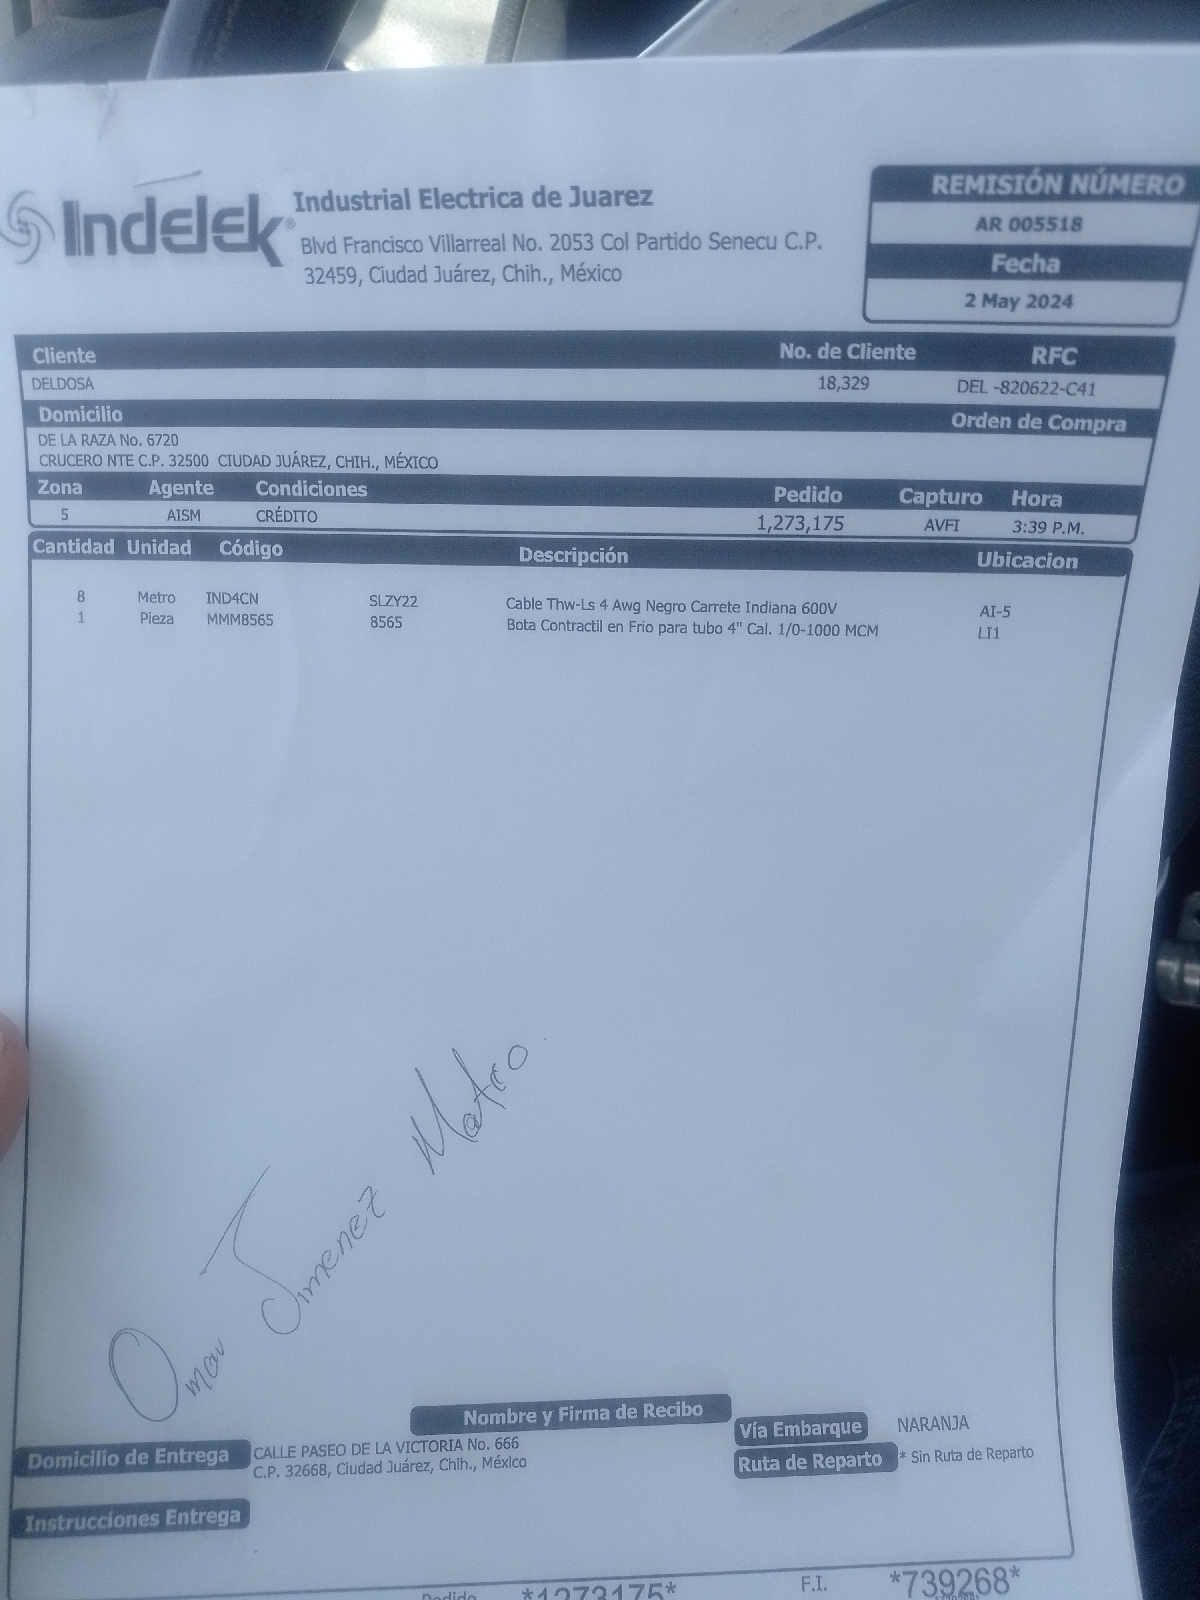 Indelek®
Industrial Electrica de Juarez
Blvd Francisco Villarreal No. 2053 Col Partido Senecu C.P.
32459, Ciudad Juárez, Chih., México
REMISIÓN NÚMERO
AR 005518
Fecha
2 May 2024
Cliente No. de Cliente RFC
DELDOSA 18,329 DEL -820622-C41
Domicilio Orden de Compra
DE LA RAZA No. 6720
CRUCERO NTE C.P. 32500 CIUDAD JUÁREZ, CHIH., MÉXICO
Zona Agente Condiciones Pedido Capturo Hora
5 AISM CRÉDITO 1,273,175 AVFI 3:39 P.M.
Cantidad Unidad Código Descripción Ubicacion
8 Metro IND4CN SLZY22 Cable Thw-Ls 4 Awg Negro Carrete Indiana 600V AI-5
1 Pieza MMM8565 8565 Bota Contractil en Frio para tubo 4" Cal. 1/0-1000 MCM LI1
Omar Jimenez Mateo
Nombre y Firma de Recibo
Domicilio de Entrega CALLE PASEO DE LA VICTORIA No. 666
C.P. 32668, Ciudad Juárez, Chih., México
Vía Embarque NARANJA
Ruta de Reparto * Sin Ruta de Reparto
Instrucciones Entrega
Pedido *1273175* F.I. *739268*